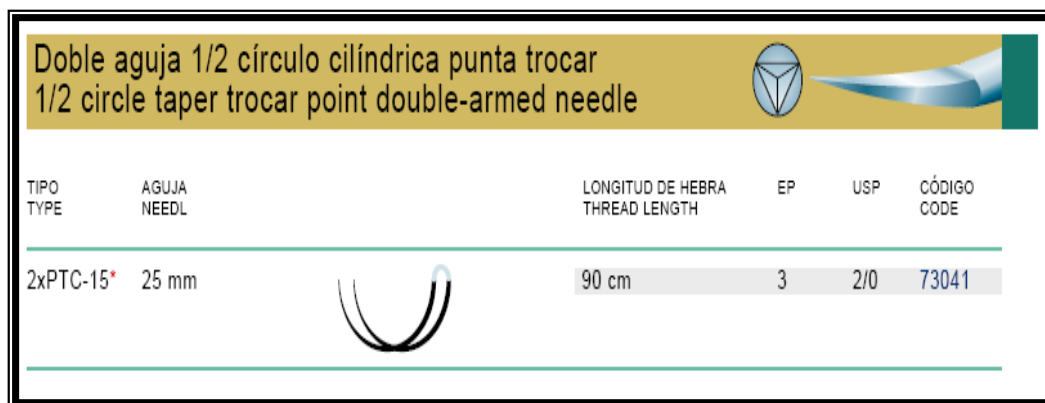 Doble aguja 1/2 círculo cilíndrica punta trocar
1/2 circle taper trocar point double-armed needle
TIPO AGUJA LONGITUD DE HEBRA EP USP CÓDIGO
TYPE NEEDL THREAD LENGTH CODE
2xPTC-15* 25 mm 90 cm 3 2/0 73041